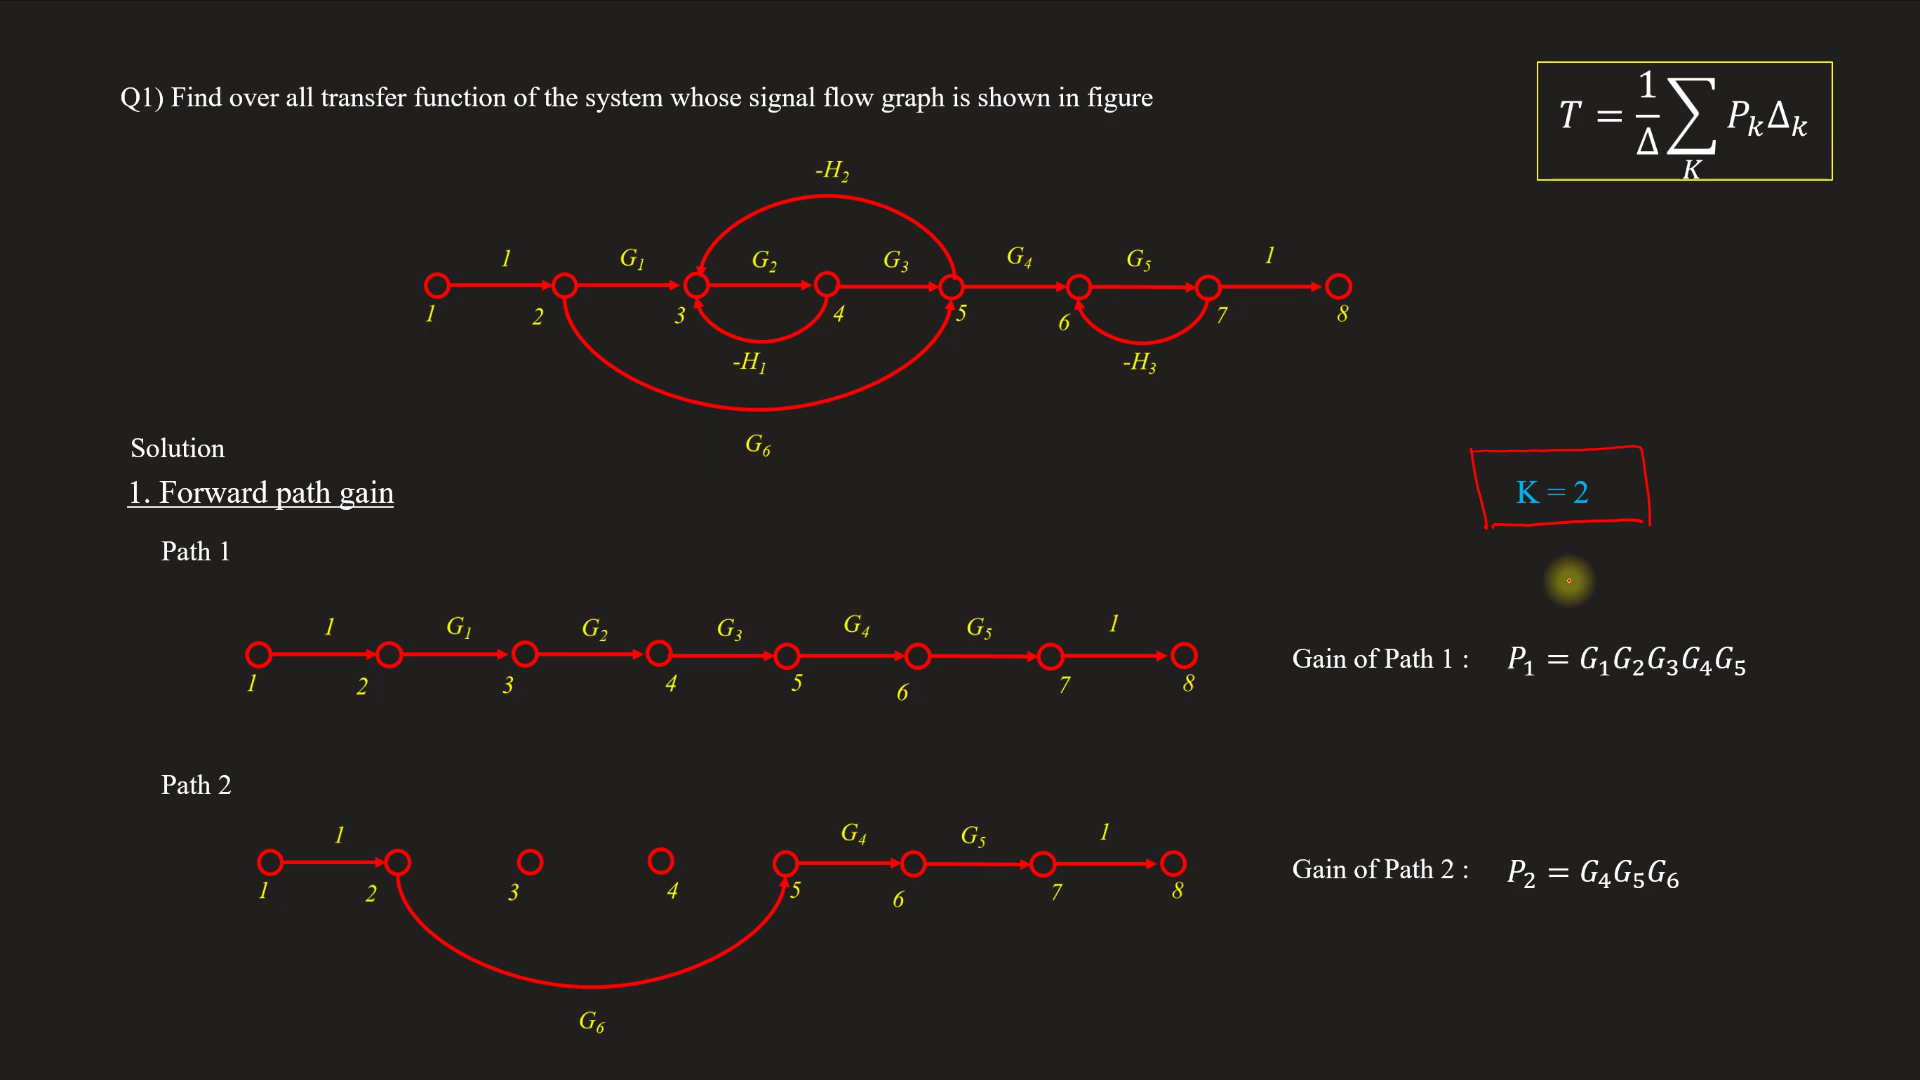 Q1) Find over all transfer function of the system whose signal flow graph is shown in figure
T = 1/Δ ∑ P_k Δ_k
K
-H₂
1 G₁ G₂ G₃ G₄ G₅ 1
1 2 3 4 5 6 7 8
-H₁ -H₃
G₆
Solution
1. Forward path gain
K = 2
Path 1
1 G₁ G₂ G₃ G₄ G₅ 1
1 2 3 4 5 6 7 8
Gain of Path 1 : P₁ = G₁G₂G₃G₄G₅
Path 2
1 G₄ G₅ 1
1 2 3 4 5 6 7 8
Gain of Path 2 : P₂ = G₄G₅G₆
G₆